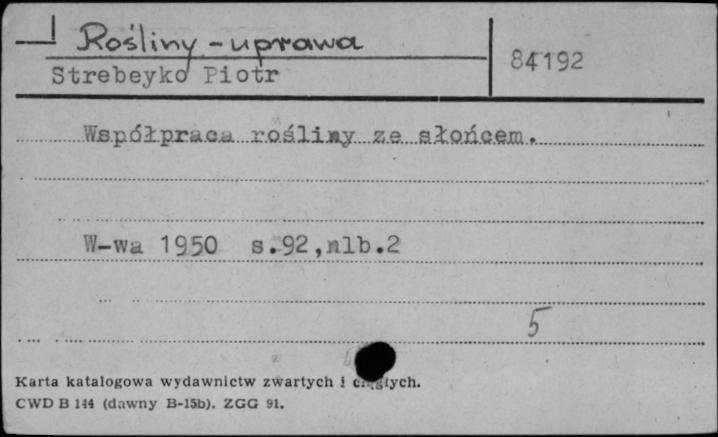 Rośliny - uprawa
84192
Strebeyko Piotr
Współpraca rośliny ze słońcem.
W-wa 1950 s.92,nlb.2
5
Karta katalogowa wydawnictw zwartych i ciągłych.
CWD B 144 (dawny B-15b). ZGG 91.